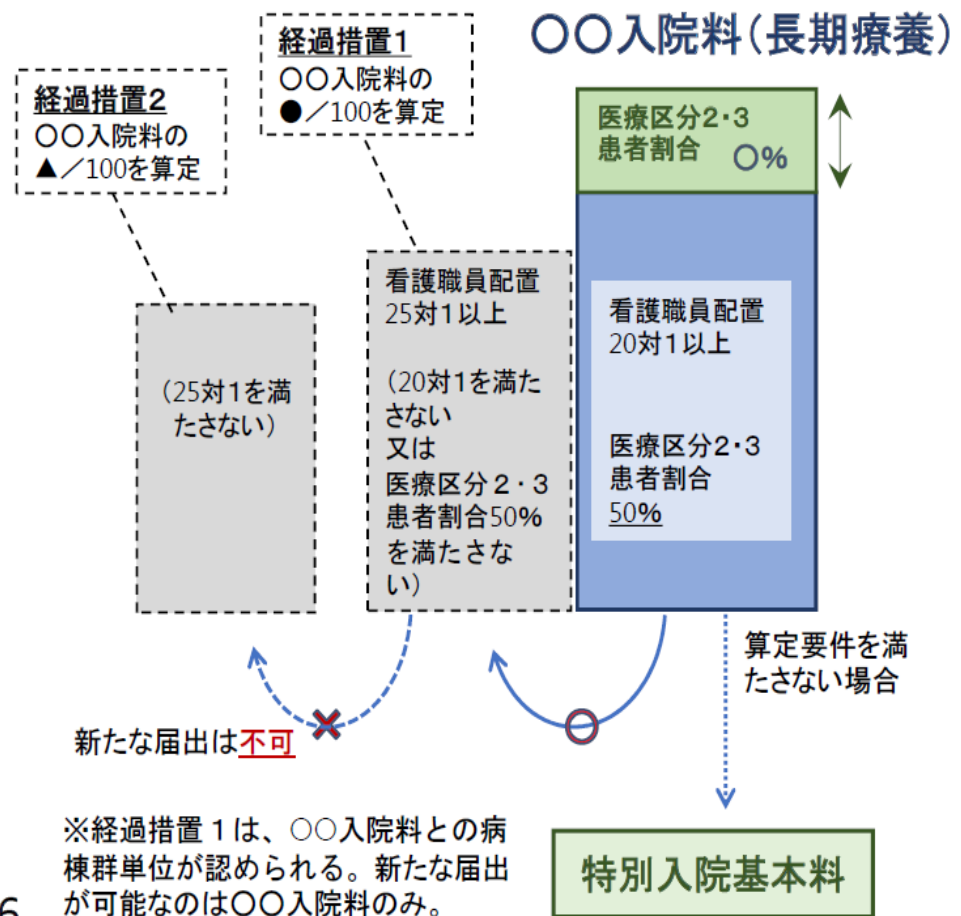 〇〇入院料(長期療養)
経過措置1
〇〇入院料の
●/100を算定
経過措置2
〇〇入院料の
▲/100を算定
医療区分2・3
患者割合 〇%
看護職員配置
25対1以上
(20対1を満た
さない
又は
医療区分2・3
患者割合50%
を満たさな
い)
看護職員配置
20対1以上
医療区分2・3
患者割合
50%
(25対1を満
たさない)
算定要件を満
たさない場合
新たな届出は不可
※経過措置1は、○○入院料との病
棟群単位が認められる。新たな届出
が可能なのは〇〇入院料のみ。
特別入院基本料
6